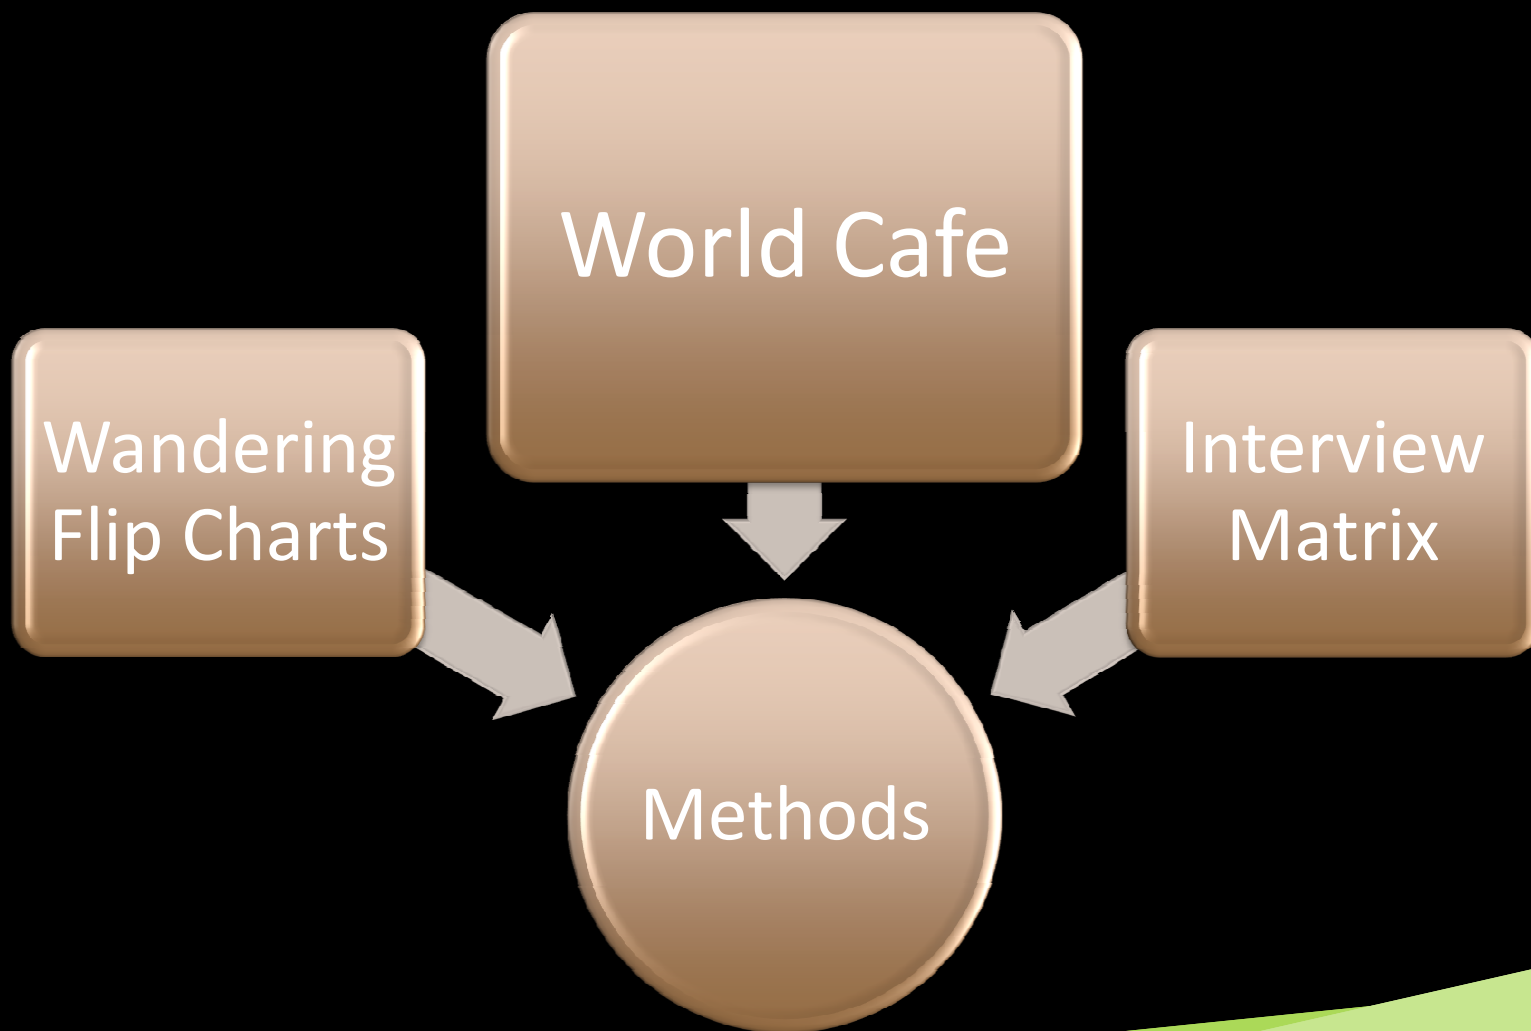 World Cafe
Wandering
Flip Charts
Interview
Matrix
Methods